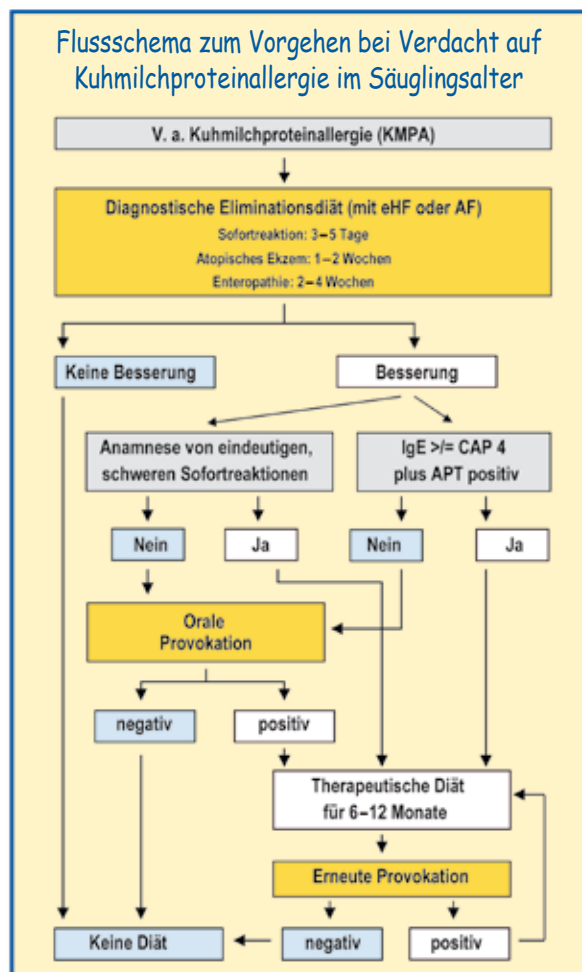 Flussschema zum Vorgehen bei Verdacht auf
Kuhmilchproteinallergie im Säuglingsalter
V. a. Kuhmilchproteinallergie (KMPA)
Diagnostische Eliminationsdiät (mit eHF oder AF)
Sofortreaktion: 3–5 Tage
Atopisches Ekzem: 1–2 Wochen
Enteropathie: 2–4 Wochen
Keine Besserung
Besserung
Anamnese von eindeutigen,
schweren Sofortreaktionen
IgE >/= CAP 4
plus APT positiv
Nein
Ja
Nein
Ja
Orale
Provokation
negativ
positiv
Therapeutische Diät
für 6–12 Monate
Erneute Provokation
Keine Diät
negativ
positiv